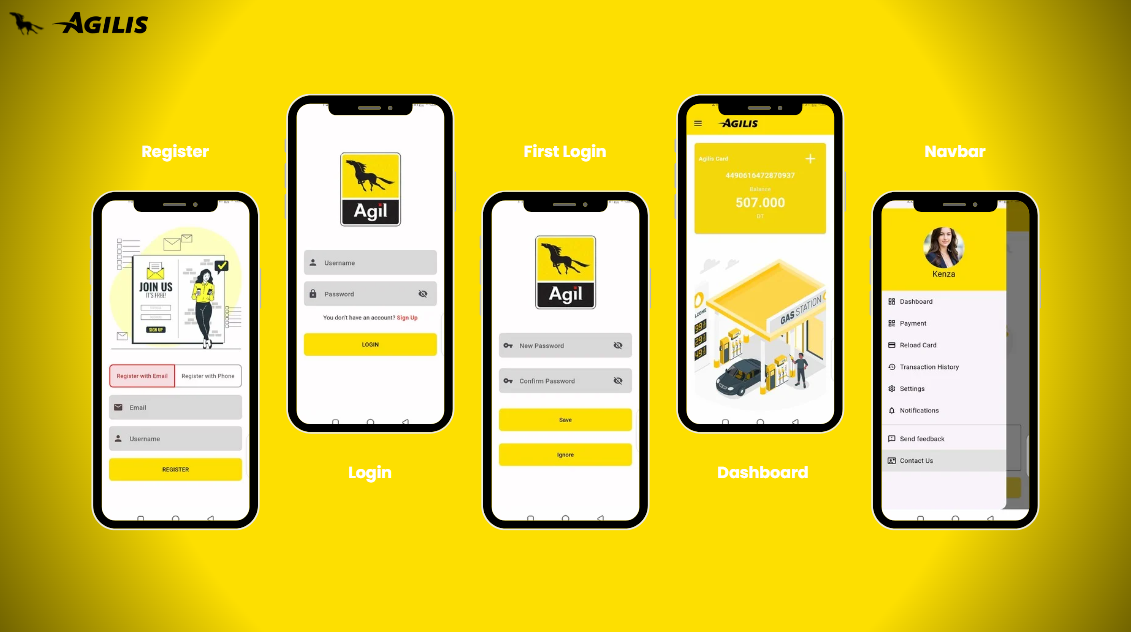 AGILIS
Register
JOIN US
IT'S FREE!
SIGN UP
Register with Email
Register with Phone
Email
Username
REGISTER
Agil
Username
Password
You don't have an account? Sign Up
LOGIN
Login
First Login
Agil
New Password
Confirm Password
Save
Ignore
AGILIS
Agilis Card
4490616472870937
Balance
507.000
DT
GAS STATION
Dashboard
Navbar
Kenza
Dashboard
Payment
Reload Card
Transaction History
Settings
Notifications
Send feedback
Contact Us